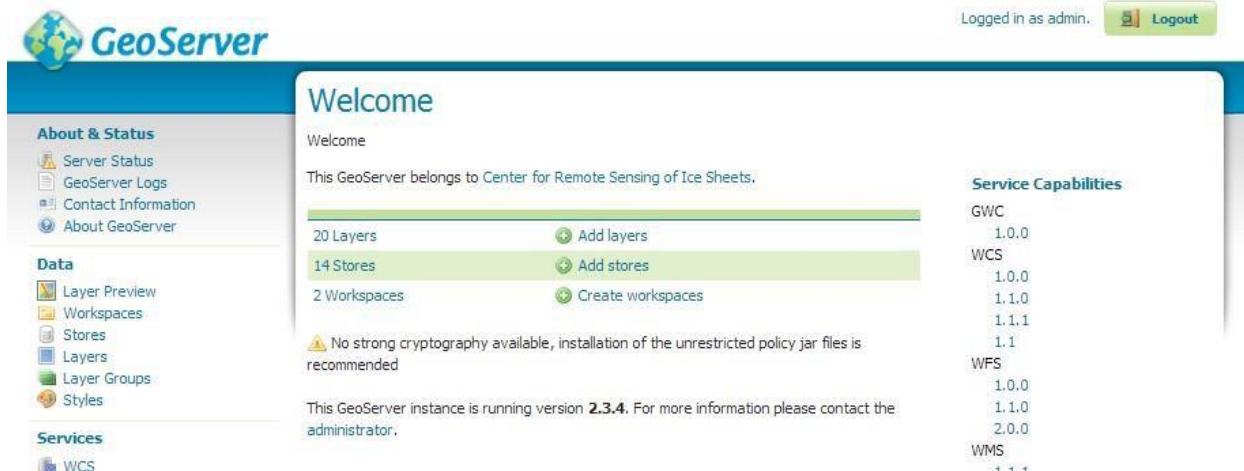 GeoServer
Logged in as admin.
Logout
Welcome
About & Status
Server Status
GeoServer Logs
Contact Information
About GeoServer
Data
Layer Preview
Workspaces
Stores
Layers
Layer Groups
Styles
Services
WCS
Welcome
This GeoServer belongs to Center for Remote Sensing of Ice Sheets.
20 Layers Add layers
14 Stores Add stores
2 Workspaces Create workspaces
No strong cryptography available, installation of the unrestricted policy jar files is
recommended
This GeoServer instance is running version 2.3.4. For more information please contact the
administrator.
Service Capabilities
GWC
1.0.0
WCS
1.0.0
1.1.0
1.1.1
1.1
WFS
1.0.0
1.1.0
2.0.0
WMS